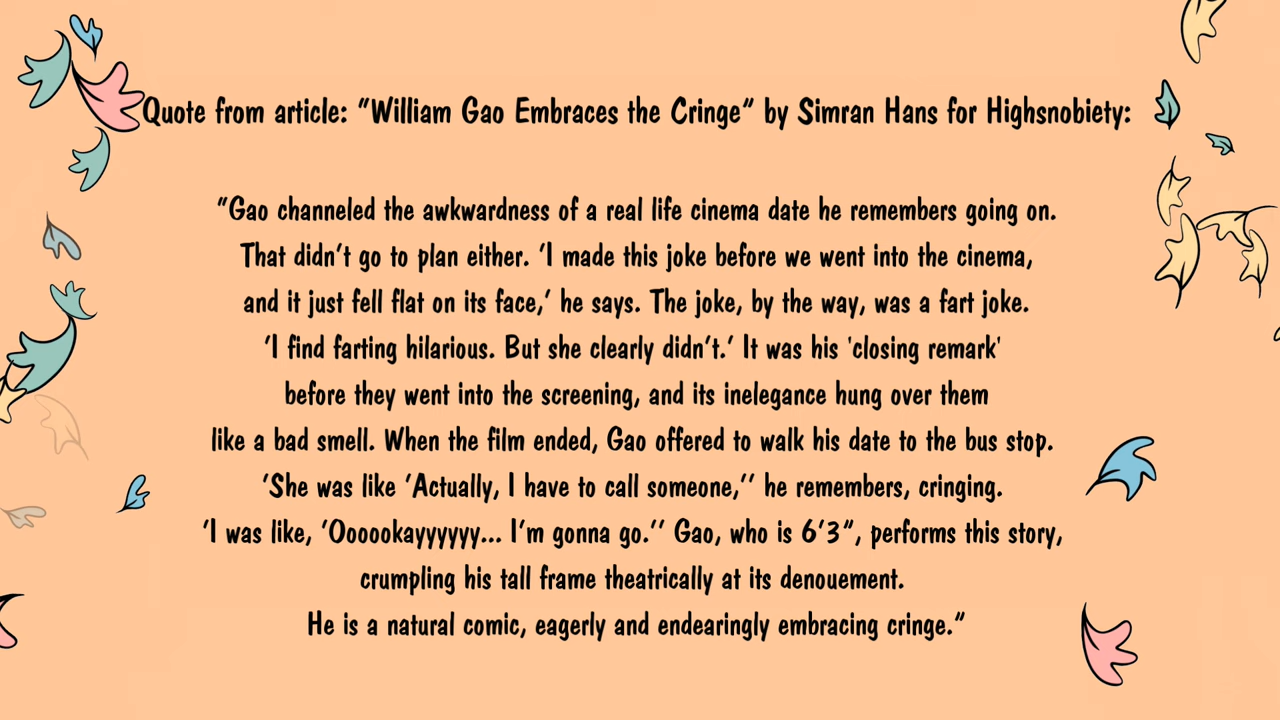 Quote from article: “William Gao Embraces the Cringe” by Simran Hans for Highsnobiety:
“Gao channeled the awkwardness of a real life cinema date he remembers going on.
That didn’t go to plan either. ‘I made this joke before we went into the cinema,
and it just fell flat on its face,’ he says. The joke, by the way, was a fart joke.
‘I find farting hilarious. But she clearly didn’t.’ It was his 'closing remark'
before they went into the screening, and its inelegance hung over them
like a bad smell. When the film ended, Gao offered to walk his date to the bus stop.
‘She was like ‘Actually, I have to call someone,’’ he remembers, cringing.
‘I was like, ‘Ooookayyyyyy... I’m gonna go.’’ Gao, who is 6’3”, performs this story,
crumpling his tall frame theatrically at its denouement.
He is a natural comic, eagerly and endearingly embracing cringe.”